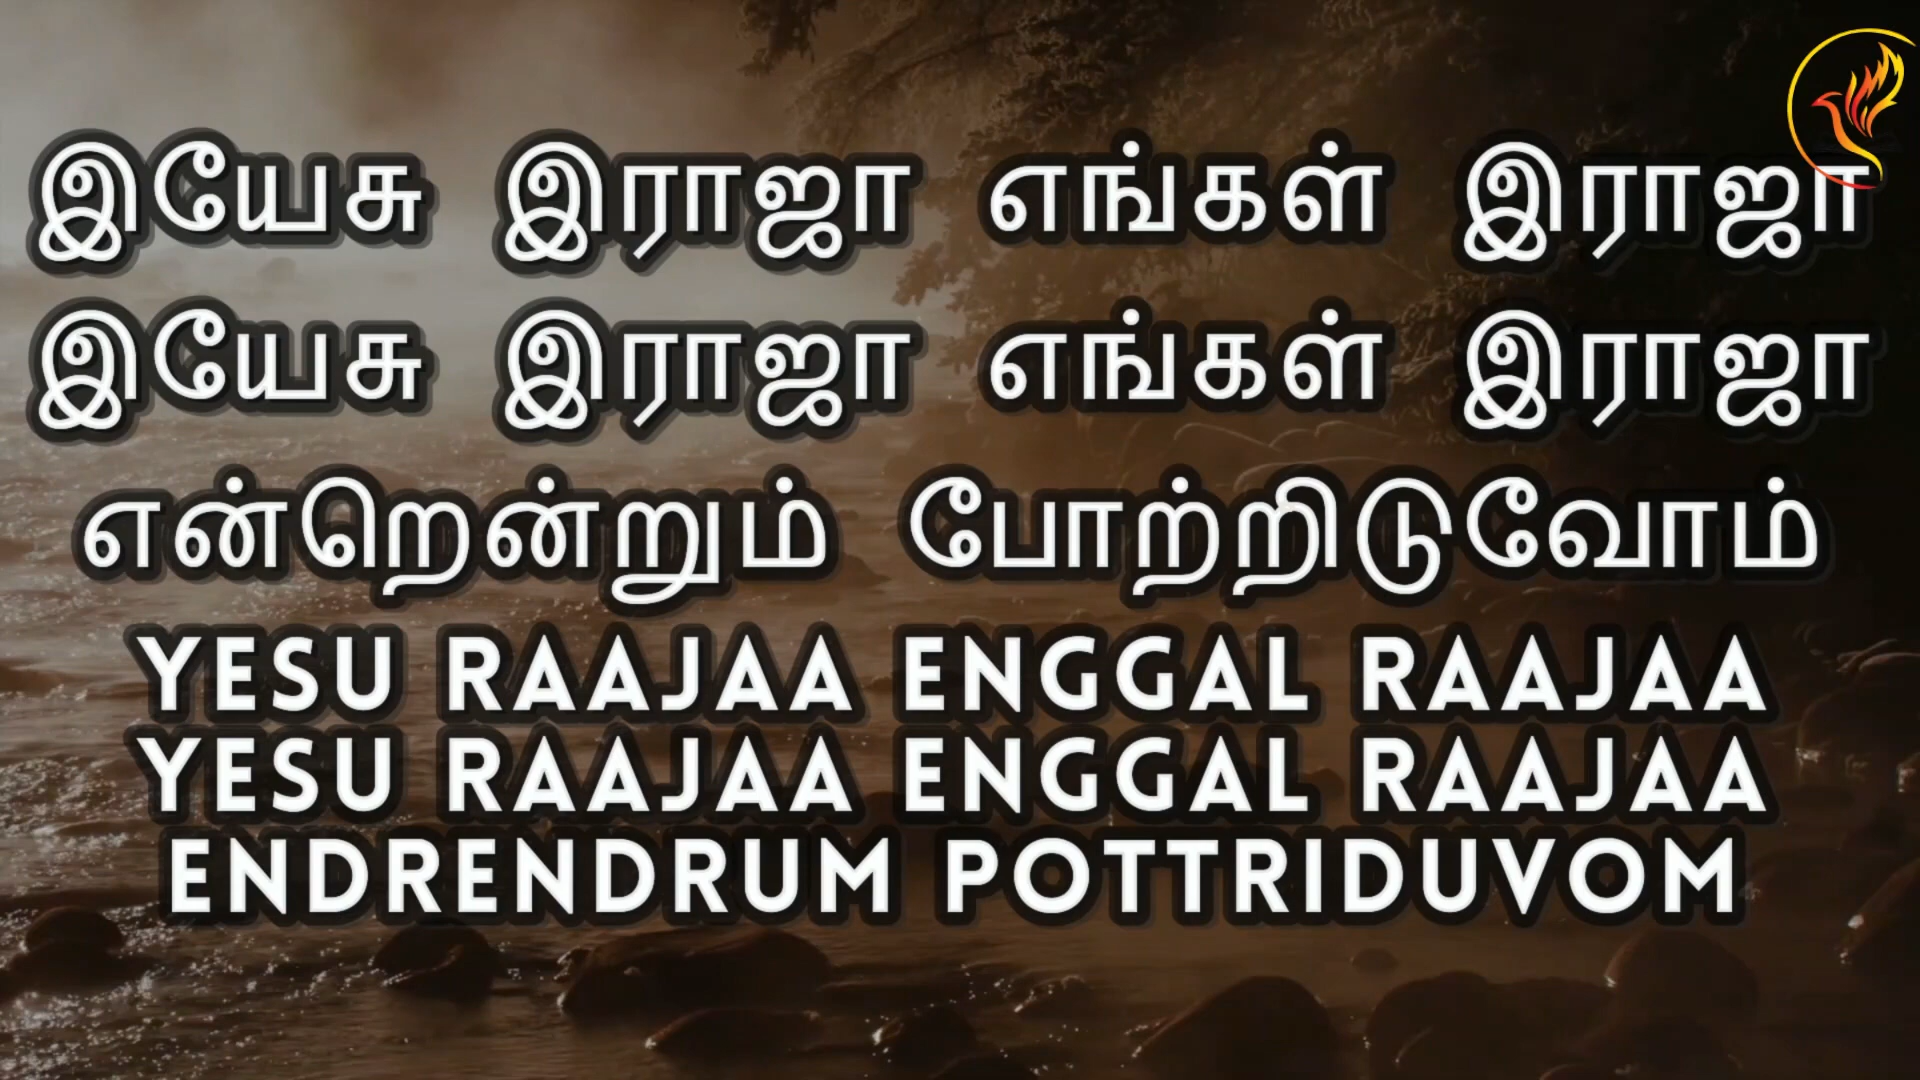 இயேசு இராஜா எங்கள் இராஜா
இயேசு இராஜா எங்கள் இராஜா
என்றென்றும் போற்றிடுவோம்
YESU RAAJAA ENGGAL RAAJAA
YESU RAAJAA ENGGAL RAAJAA
ENDRENDRUM POTTRIDUVOM